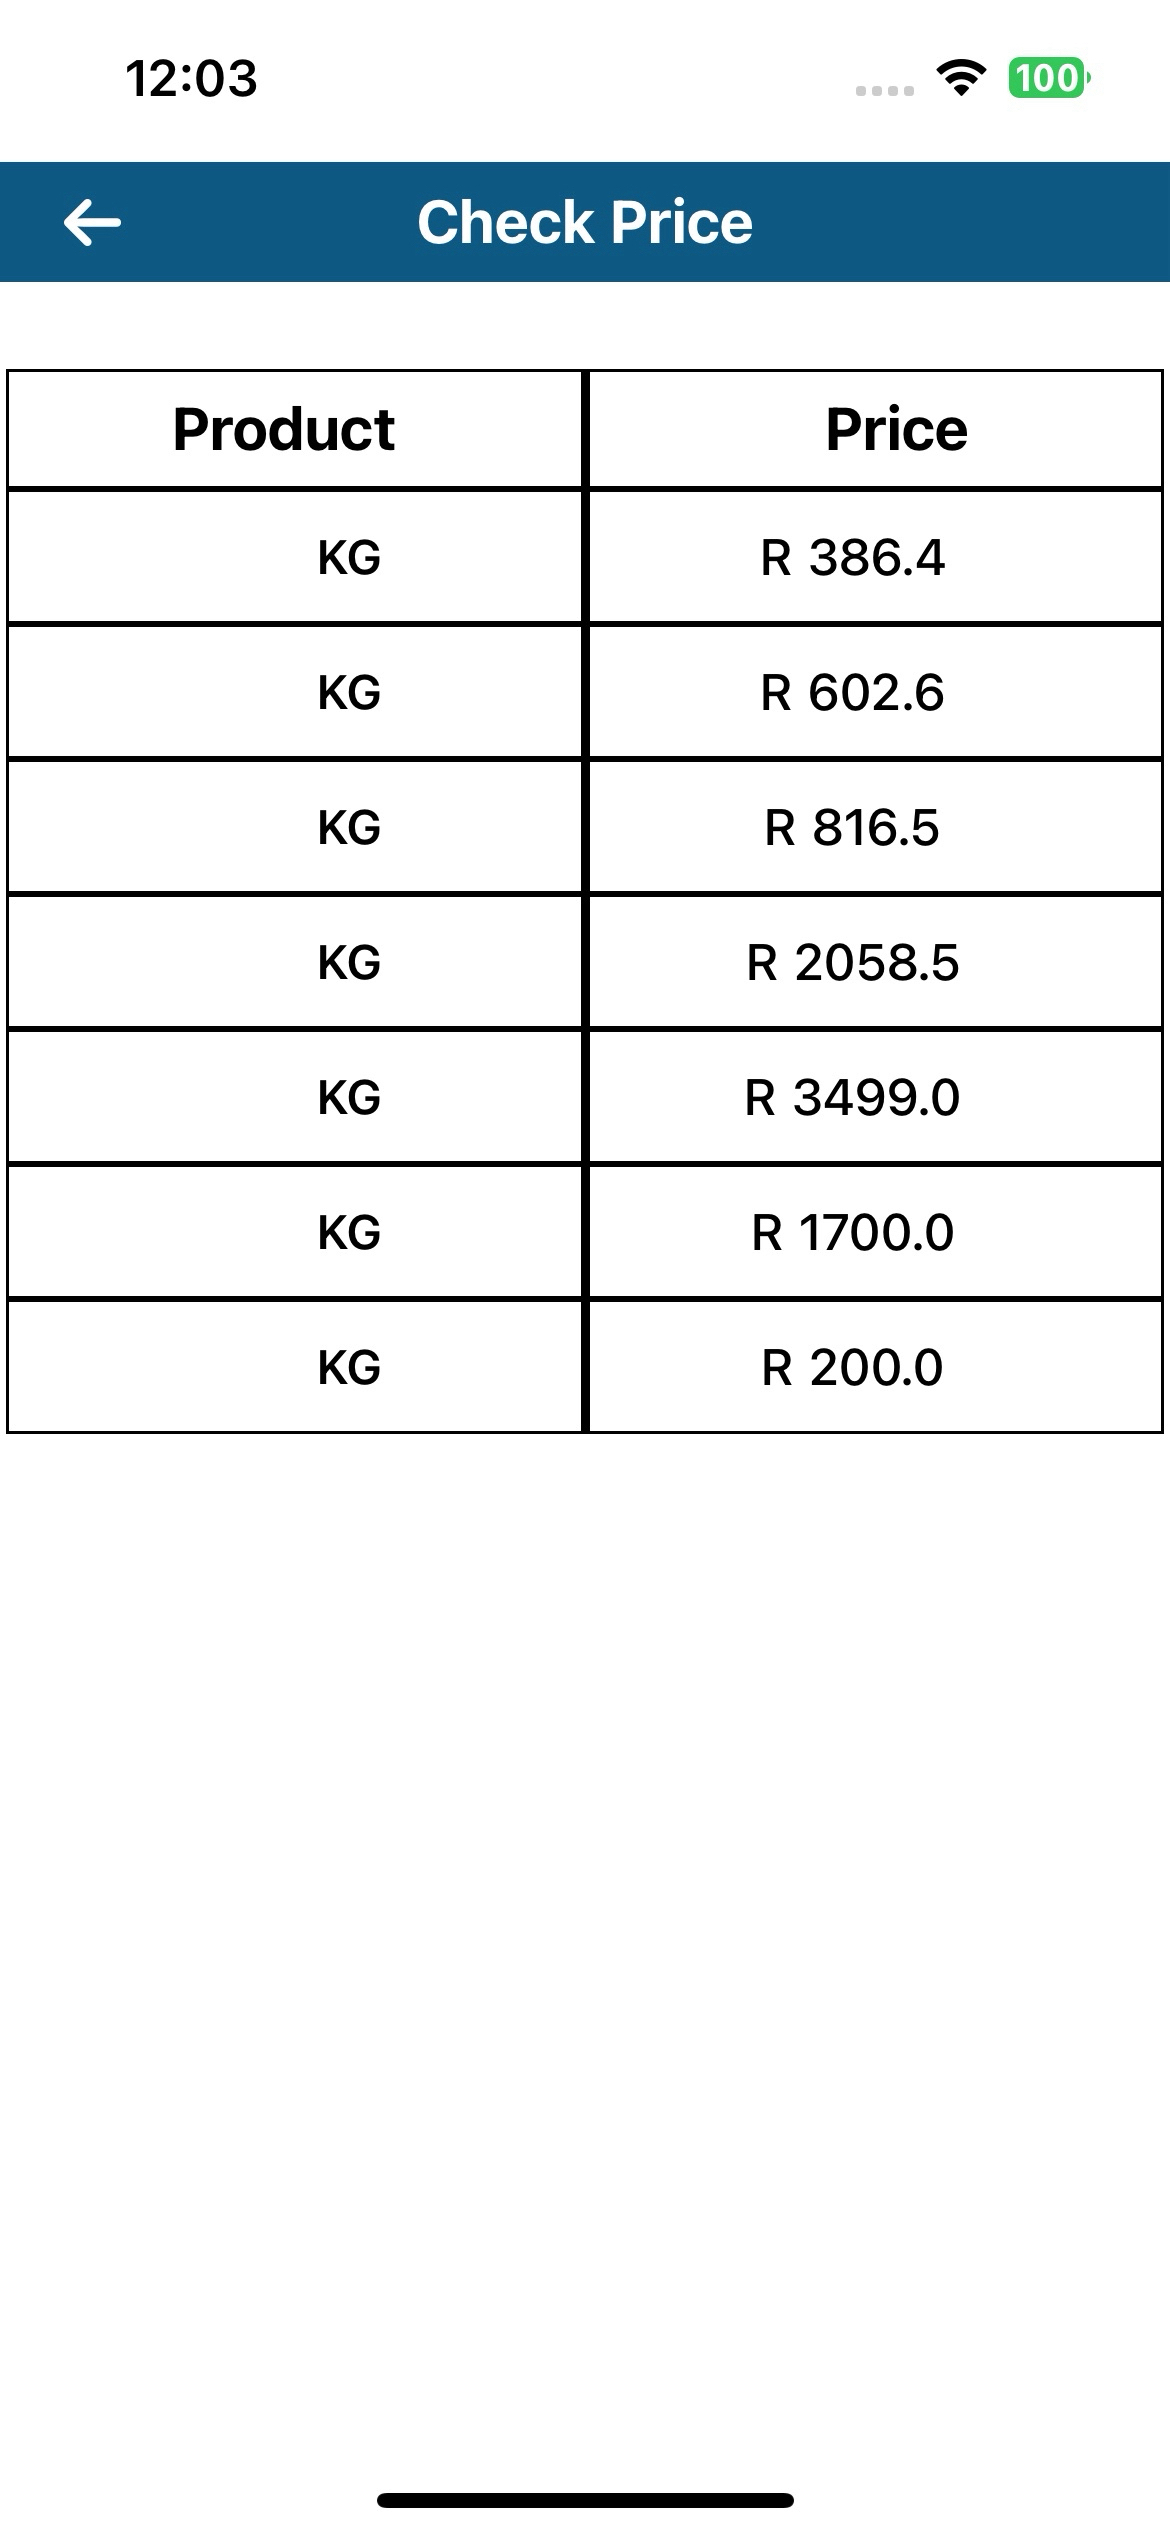 12:03 100
Check Price
Product Price
KG R 386.4
KG R 602.6
KG R 816.5
KG R 2058.5
KG R 3499.0
KG R 1700.0
KG R 200.0